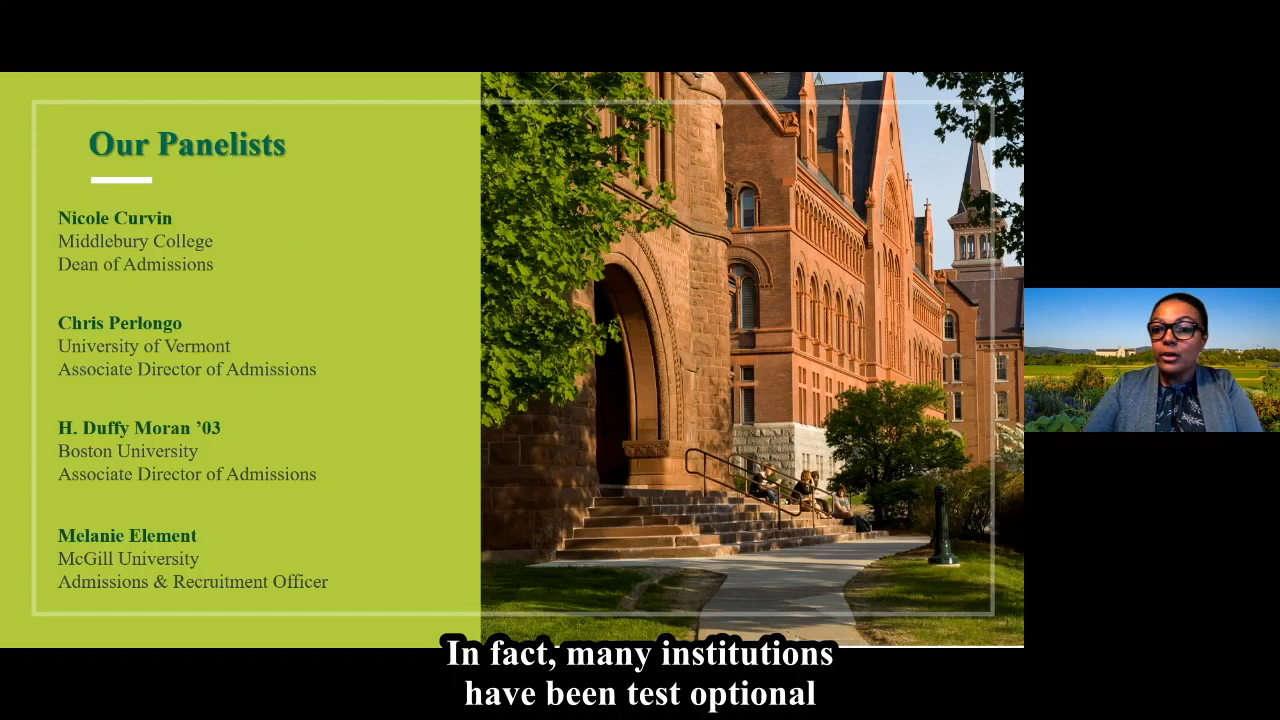 Our Panelists
Nicole Curvin
Middlebury College
Dean of Admissions
Chris Perlongo
University of Vermont
Associate Director of Admissions
H. Duffy Moran ’03
Boston University
Associate Director of Admissions
Melanie Element
McGill University
Admissions & Recruitment Officer
In fact, many institutions
have been test optional